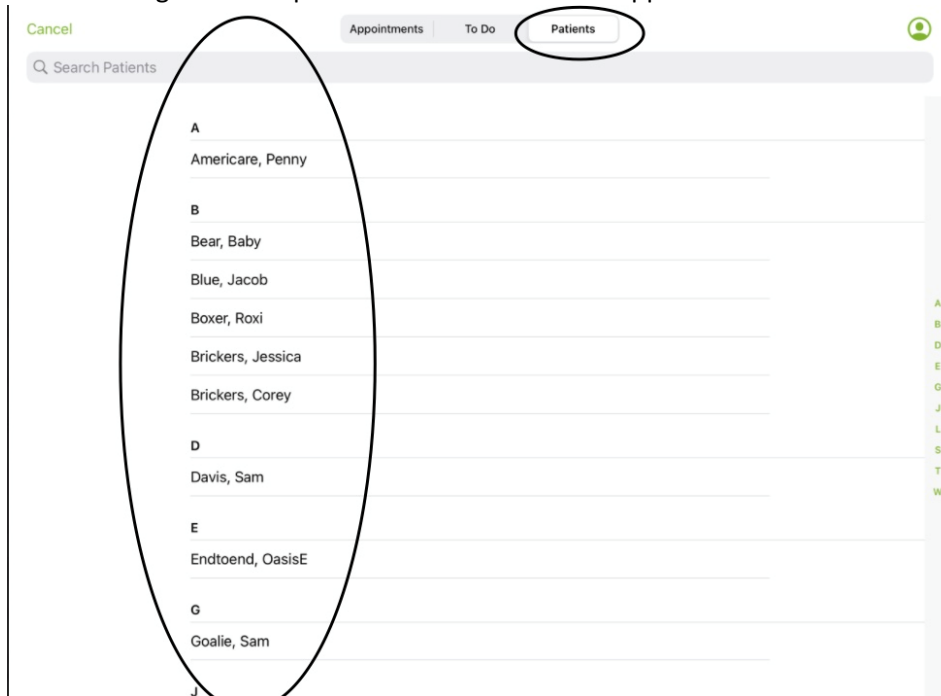 Cancel Appointments To Do Patients
Search Patients
A
Americare, Penny
B
Bear, Baby
Blue, Jacob
Boxer, Roxi
Brickers, Jessica
Brickers, Corey
D
Davis, Sam
E
Endtoend, OasisE
G
Goalie, Sam
J
A
B
D
E
G
J
L
S
T
W